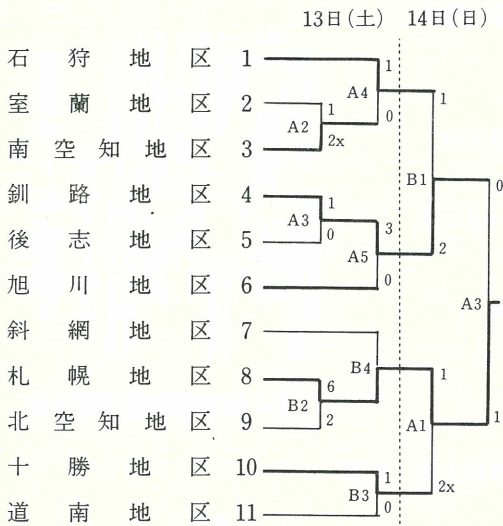 13日(土) 14日(日)
石狩地区 1
1
A4
室蘭地区 2
1
1
A2
0
南空知地区 3
2x
B1
0
釧路地区 4
1
3
A3
後志地区 5
0
A5
2
旭川地区 6
0
A3
斜網地区 7
B4
札幌地区 8
6
1
B2
北空知地区 9
2
A1
1
十勝地区 10
1
2x
B3
道南地区 11
0